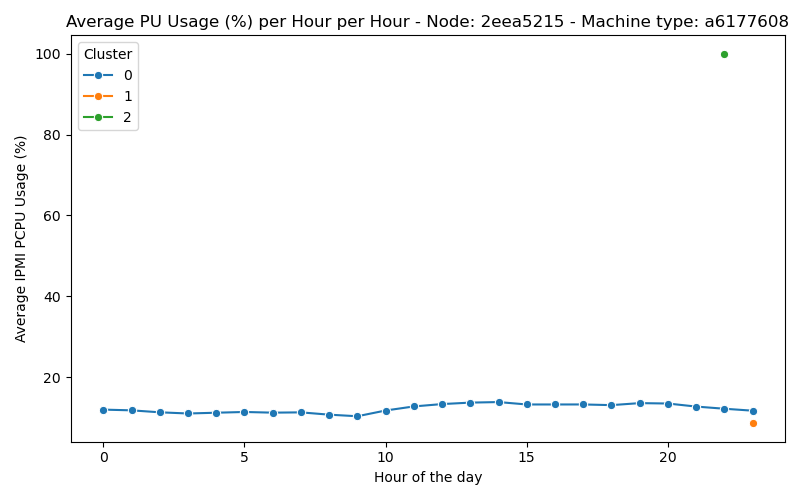 Average PU Usage (%) per Hour per Hour - Node: 2eea5215 - Machine type: a6177608
Cluster
0
1
2
Average IPMI PCPU Usage (%)
100
80
60
40
20
0 5 10 15 20
Hour of the day